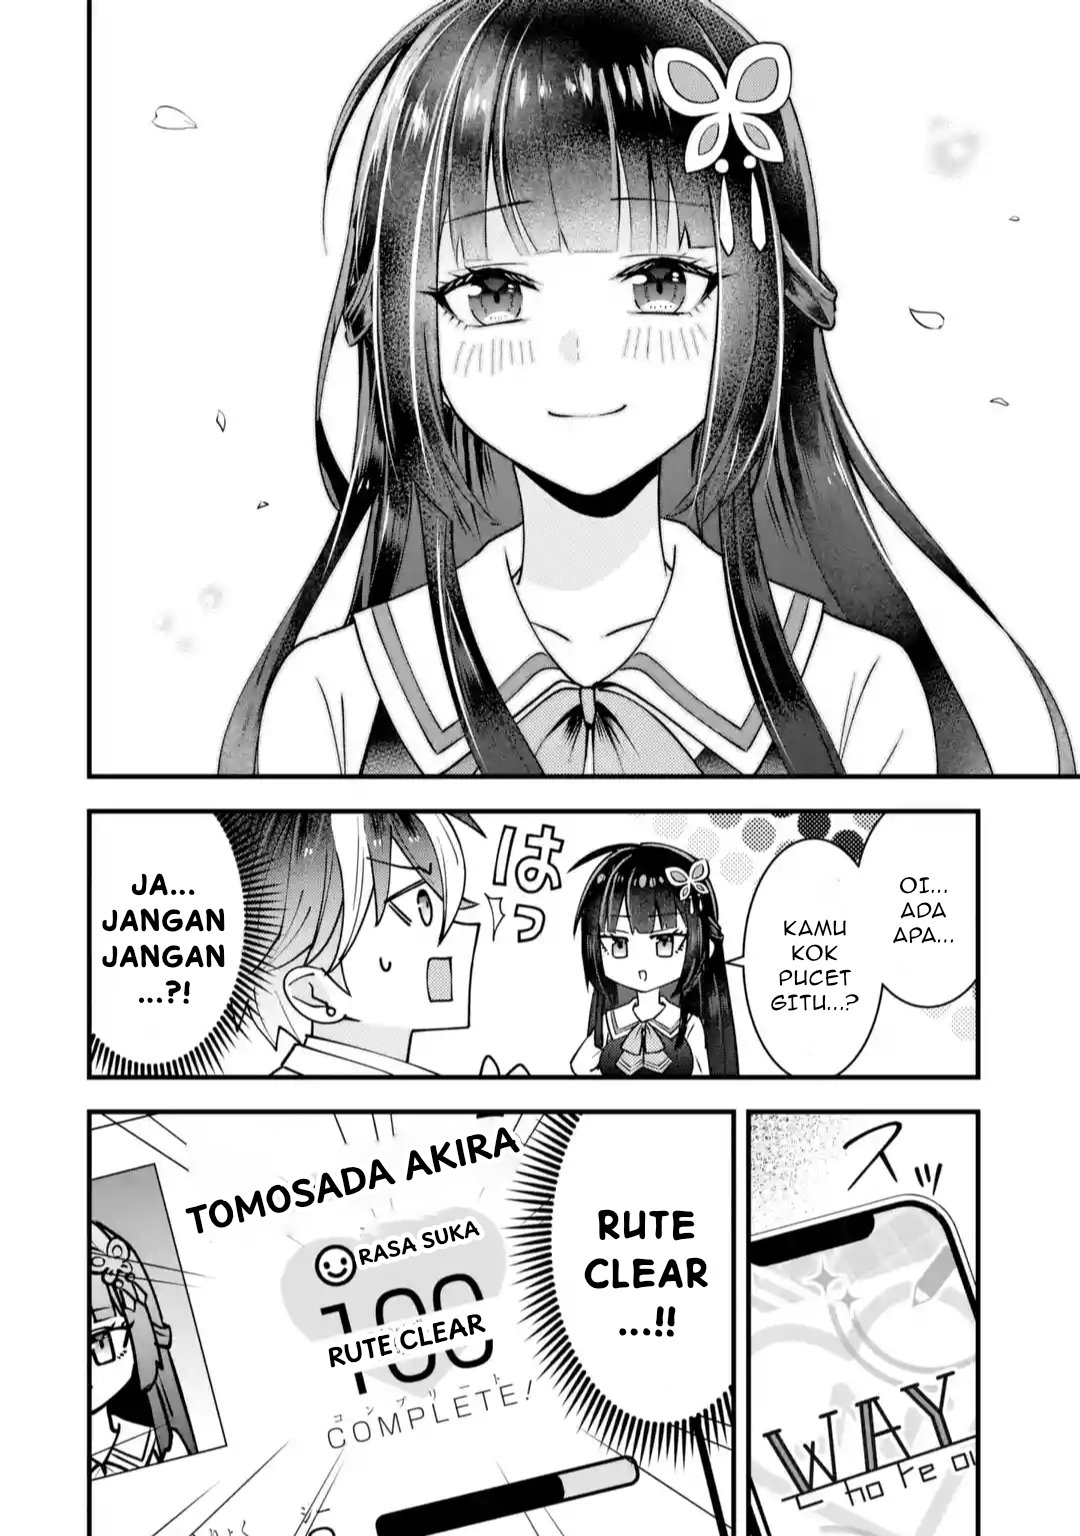 はっ
OI...
ADA
APA...
KAMU
KOK
PUCET
GITU...?
JA...
JANGAN
JANGAN
...?!
スッ
WAY
RUTE
CLEAR
...!!
TOMOSADA AKIRA
RASA SUKA
100
RUTE CLEAR
コンプリート
COMPLETE!